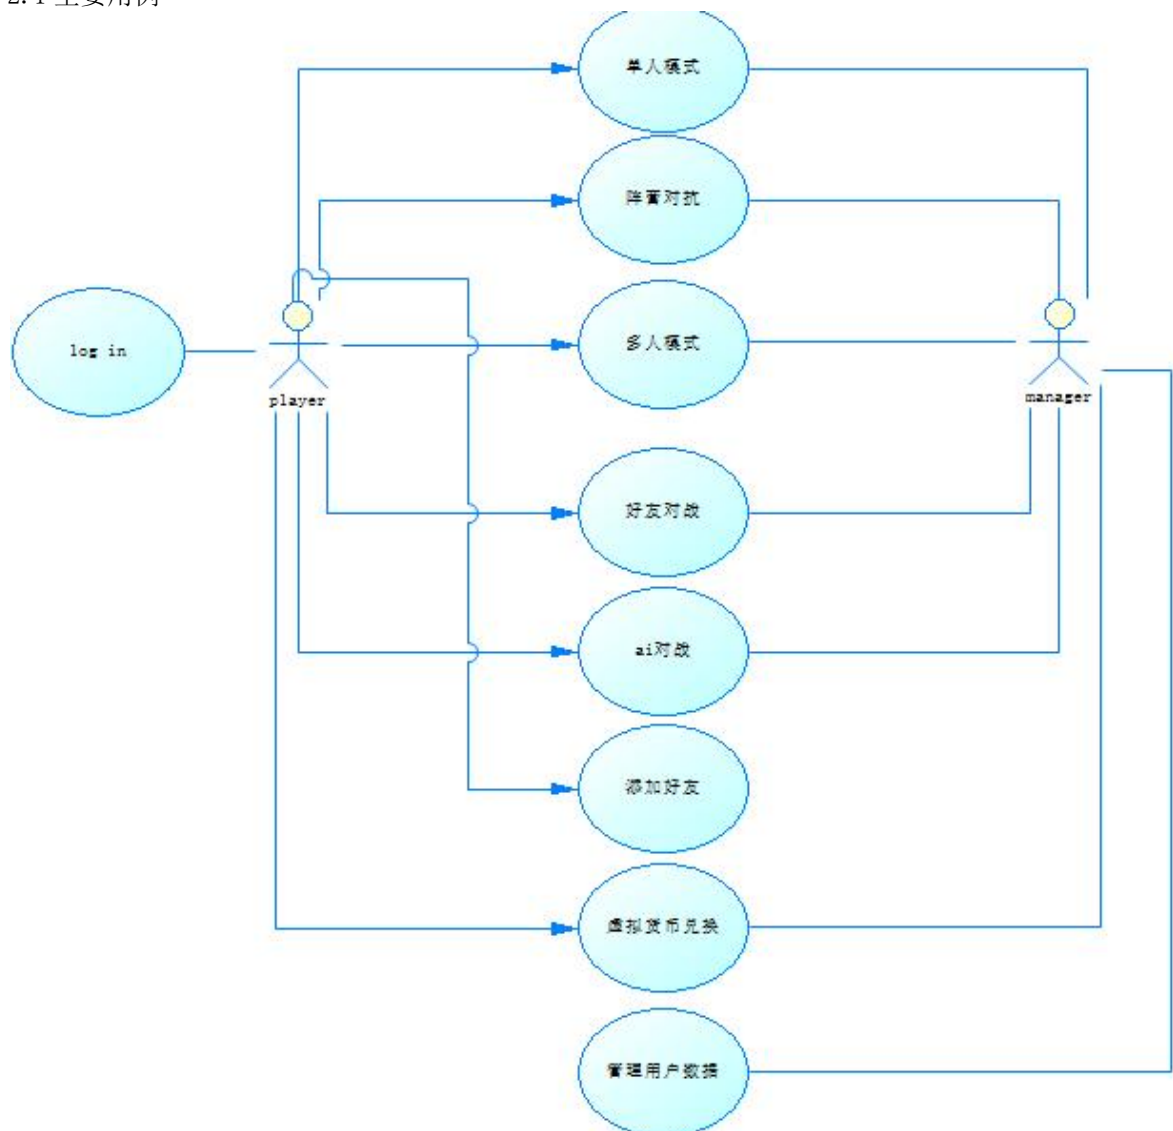 2.1 主要用例
单人模式
阵营对抗
log in
多人模式
player
manager
好友对战
ai对战
添加好友
虚拟货币兑换
管理用户数据